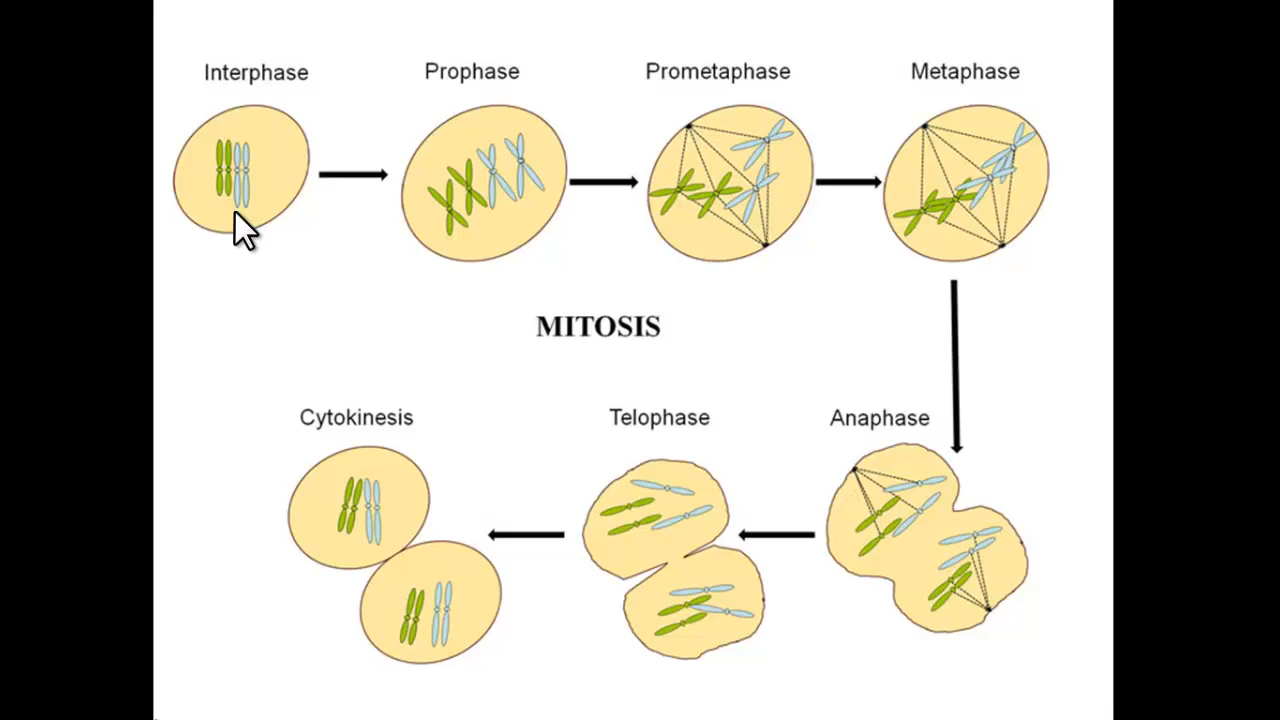 Interphase
Prophase
Prometaphase
Metaphase
MITOSIS
Cytokinesis
Telophase
Anaphase